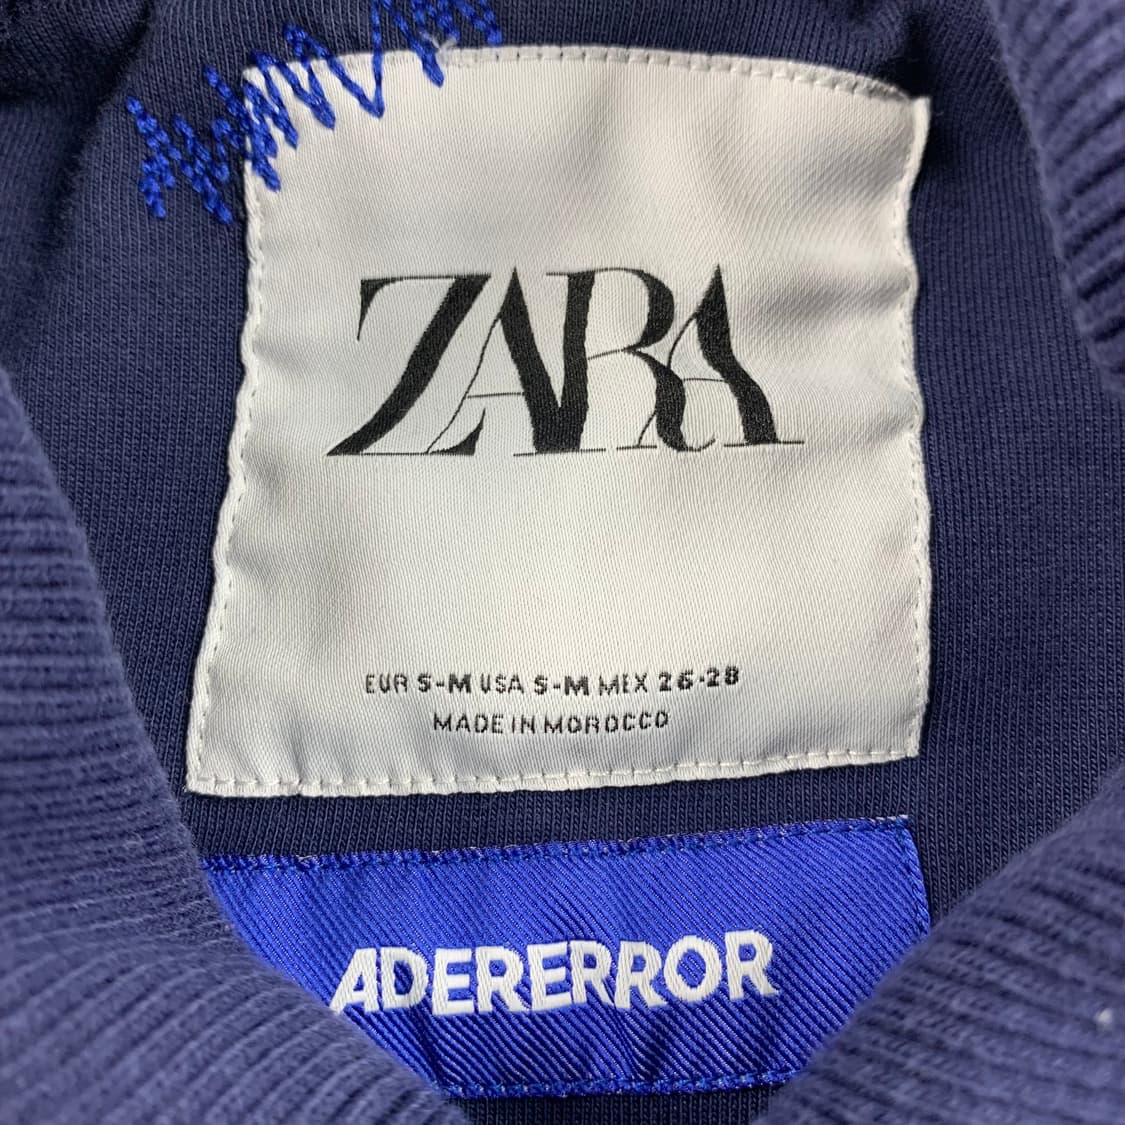 ZARA
EUR S-M USA S-M MEX 26-28
MADE IN MOROCCO
ADERERROR